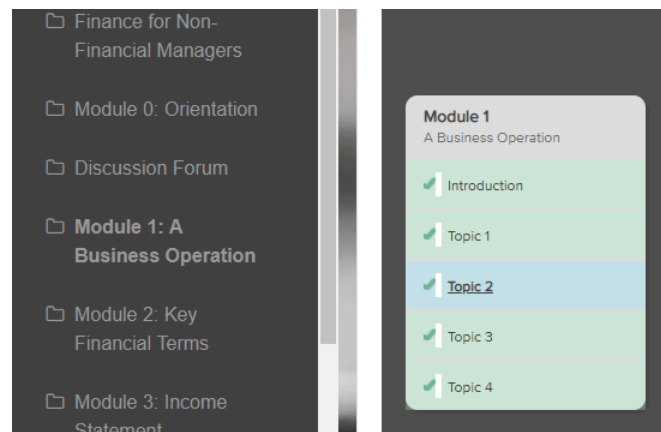 Finance for Non-
Financial Managers
Module 0: Orientation
Discussion Forum
Module 1: A
Business Operation
Module 2: Key
Financial Terms
Module 3: Income
Statement
Module 1
A Business Operation
Introduction
Topic 1
Topic 2
Topic 3
Topic 4